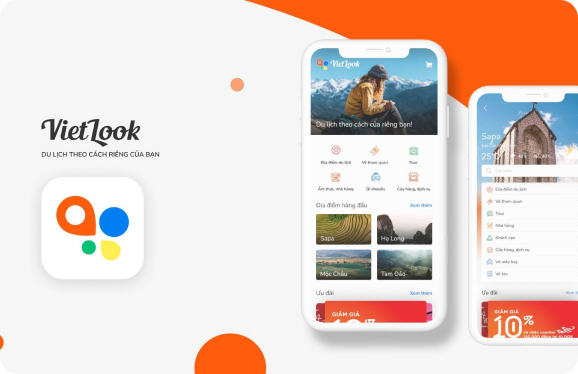 VietLook
DU LỊCH THEO CÁCH RIÊNG CỦA BẠN
VietLook
Du lịch theo cách của riêng bạn!
Địa điểm du lịch
Vé tham quan
Tour
Ẩm thực, nhà hàng
Di chuyển
Cửa hàng, dịch vụ
Địa điểm hàng đầu
Xem thêm
Sapa
Hạ Long
Mộc Châu
Tam Đảo
Ưu đãi
Xem thêm
GIẢM GIÁ
Sapa
25°
Địa điểm du lịch
Vé tham quan
Tour
Nhà hàng
Khách sạn
Cửa hàng, dịch vụ
Vé máy bay
Vé tàu
Ưu đãi
GIẢM GIÁ
10%